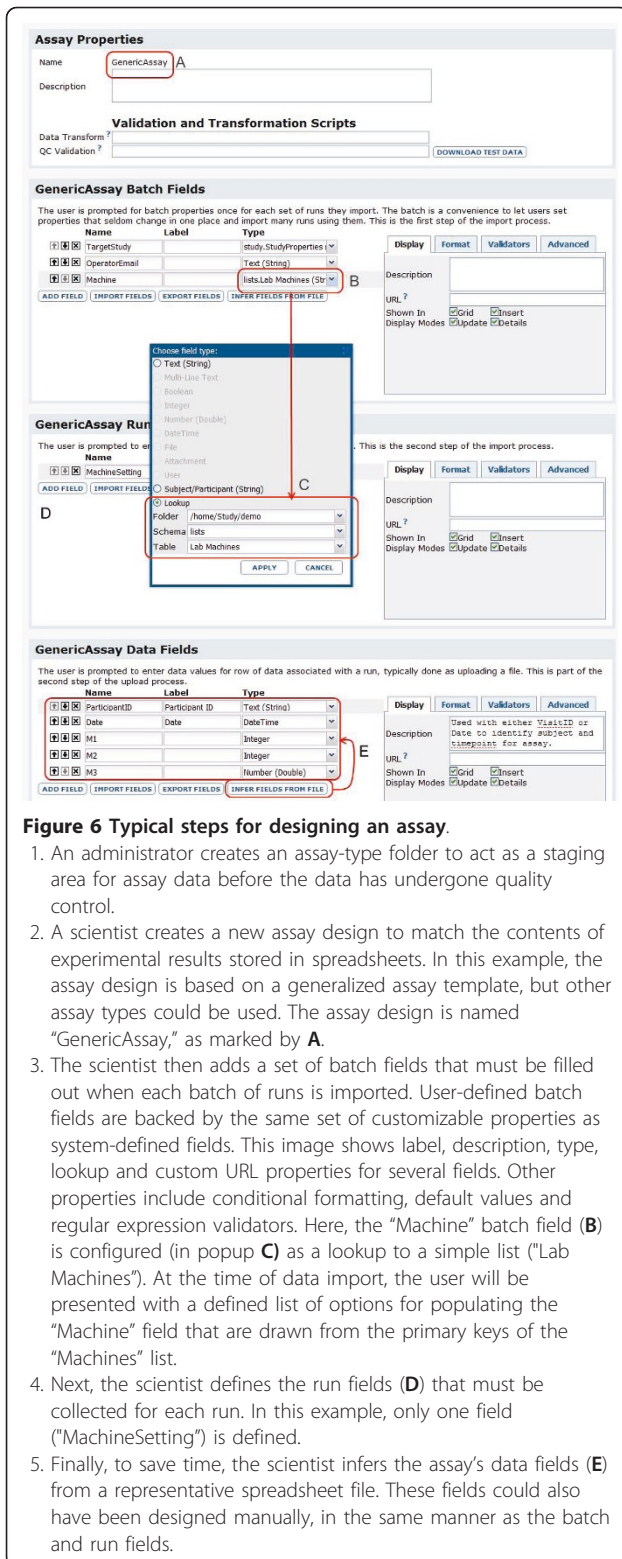 Assay Properties
Name GenericAssay A
Description
Validation and Transformation Scripts
Data Transform ?
QC Validation ? DOWNLOAD TEST DATA
GenericAssay Batch Fields
The user is prompted for batch properties once for each set of runs they import. The batch is a convenience to let users set
properties that seldom change in one place and import many runs using them. This is the first step of the import process.
Name Label Type
TargetStudy study.StudyProperties (
OperatorEmail Text (String)
Machine lists.Lab Machines (Str B
ADD FIELD IMPORT FIELDS EXPORT FIELDS INFER FIELDS FROM FILE
Display Format Validators Advanced
Description
URL ?
Shown In Grid Insert
Display Modes Update Details
Choose field type:
Text (String)
Multi-Line Text
Boolean
Integer
Number (Double)
DateTime
File
Attachment
User
Subject/Participant (String)
Lookup
C
Folder /home/Study/demo
Schema lists
Table Lab Machines
APPLY CANCEL
GenericAssay Run
The user is prompted to en . This is the second step of the import process.
Name
MachineSetting
ADD FIELD IMPORT FIELDS
D
Display Format Validators Advanced
Description
URL ?
Shown In Grid Insert
Display Modes Update Details
GenericAssay Data Fields
The user is prompted to enter data values for row of data associated with a run, typically done as uploading a file. This is part of the
second step of the upload process.
Name Label Type
ParticipantID Participant ID Text (String)
Date Date DateTime
M1 Integer
M2 Integer
M3 Number (Double)
E
ADD FIELD IMPORT FIELDS EXPORT FIELDS INFER FIELDS FROM FILE
Display Format Validators Advanced
Description Used with either VisitID or
Date to identify subject and
timepoint for assay.
URL ?
Shown In Grid Insert
Display Modes Update Details
Figure 6 Typical steps for designing an assay.
1. An administrator creates an assay-type folder to act as a staging
area for assay data before the data has undergone quality
control.
2. A scientist creates a new assay design to match the contents of
experimental results stored in spreadsheets. In this example, the
assay design is based on a generalized assay template, but other
assay types could be used. The assay design is named
“GenericAssay,” as marked by A.
3. The scientist then adds a set of batch fields that must be filled
out when each batch of runs is imported. User-defined batch
fields are backed by the same set of customizable properties as
system-defined fields. This image shows label, description, type,
lookup and custom URL properties for several fields. Other
properties include conditional formatting, default values and
regular expression validators. Here, the “Machine” batch field (B)
is configured (in popup C) as a lookup to a simple list ("Lab
Machines”). At the time of data import, the user will be
presented with a defined list of options for populating the
“Machine” field that are drawn from the primary keys of the
“Machines” list.
4. Next, the scientist defines the run fields (D) that must be
collected for each run. In this example, only one field
("MachineSetting”) is defined.
5. Finally, to save time, the scientist infers the assay’s data fields (E)
from a representative spreadsheet file. These fields could also
have been designed manually, in the same manner as the batch
and run fields.